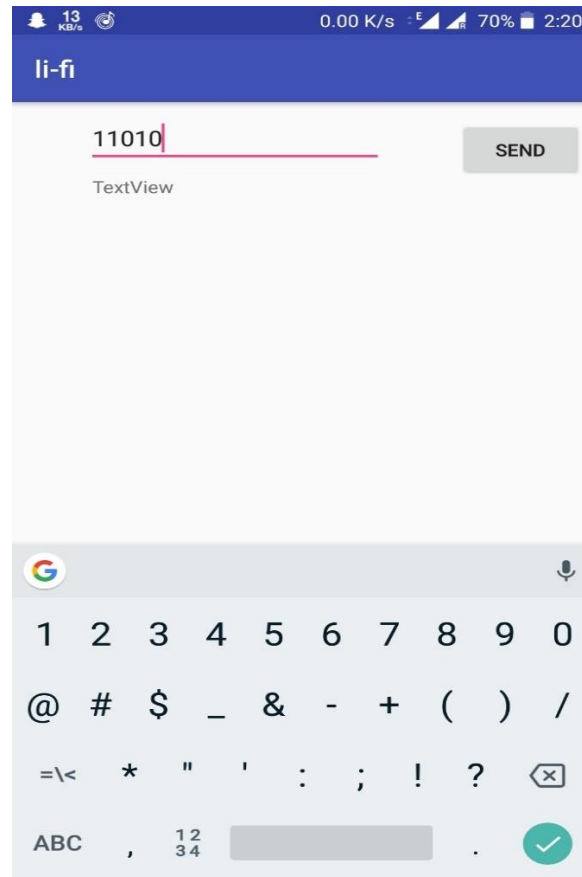 13
KB/s 0.00 K/s E R 70% 2:20
li-fi
11010 SEND
TextView
G
1 2 3 4 5 6 7 8 9 0
@ # $ _ & - + ( ) /
=\< * " ' : ; ! ?
ABC , 12 .
34